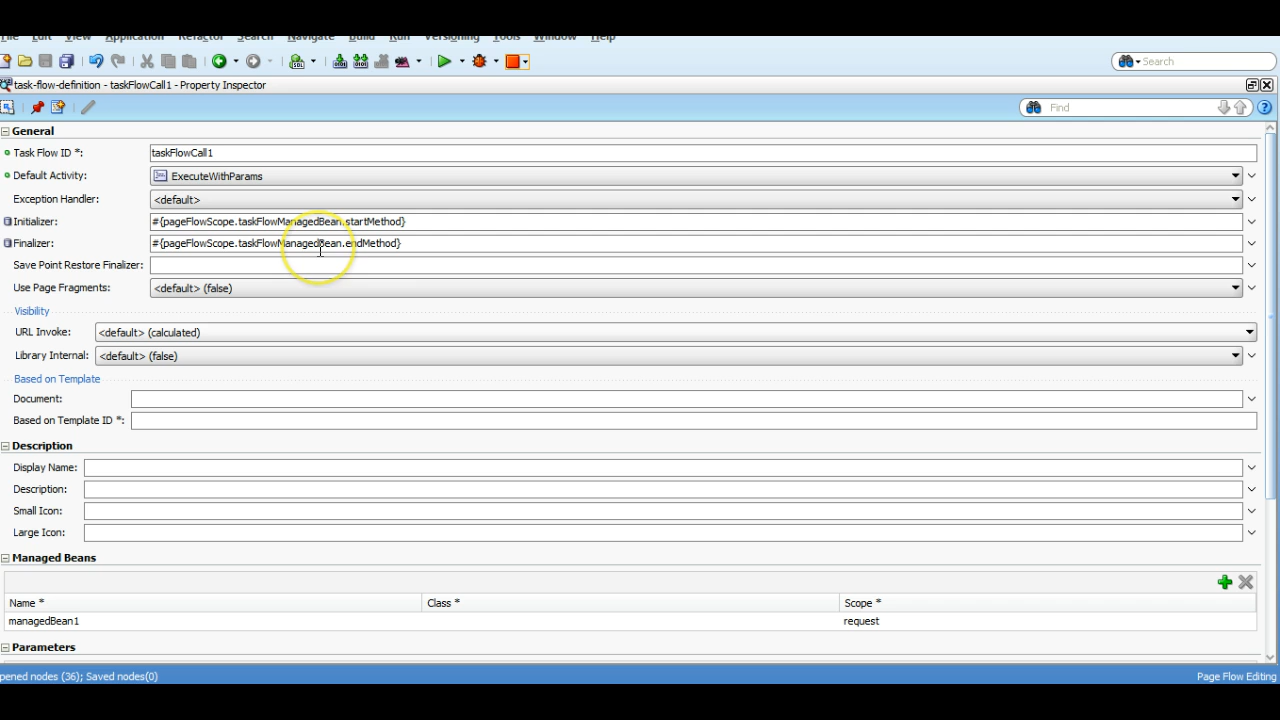 File Edit View Application Refactor Search Navigate Build Run Versioning Tools Window Help
Search
task-flow-definition - taskFlowCall1 - Property Inspector
Find
General
Task Flow ID *: taskFlowCall1
Default Activity: ExecuteWithParams
Exception Handler: <default>
Initializer: #{pageFlowScope.taskFlowManagedBean.startMethod}
Finalizer: #{pageFlowScope.taskFlowManagedBean.endMethod}
Save Point Restore Finalizer:
Use Page Fragments: <default> (false)
Visibility
URL Invoke: <default> (calculated)
Library Internal: <default> (false)
Based on Template
Document:
Based on Template ID *:
Description
Display Name:
Description:
Small Icon:
Large Icon:
Managed Beans
Name * Class * Scope *
managedBean1 request
Parameters
pened nodes (36); Saved nodes(0) Page Flow Editing